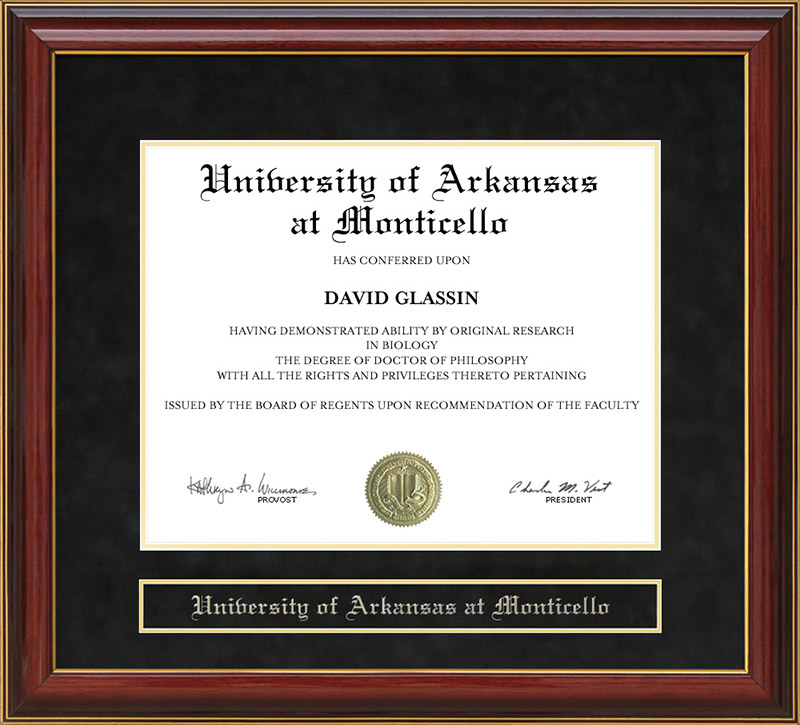 University of Arkansas
at Monticello
HAS CONFERRED UPON
DAVID GLASSIN
HAVING DEMONSTRATED ABILITY BY ORIGINAL RESEARCH
IN BIOLOGY
THE DEGREE OF DOCTOR OF PHILOSOPHY
WITH ALL THE RIGHTS AND PRIVILEGES THERETO PERTAINING
ISSUED BY THE BOARD OF REGENTS UPON RECOMMENDATION OF THE FACULTY
Charles M. Vest
PROVOST
PRESIDENT
University of Arkansas at Monticello